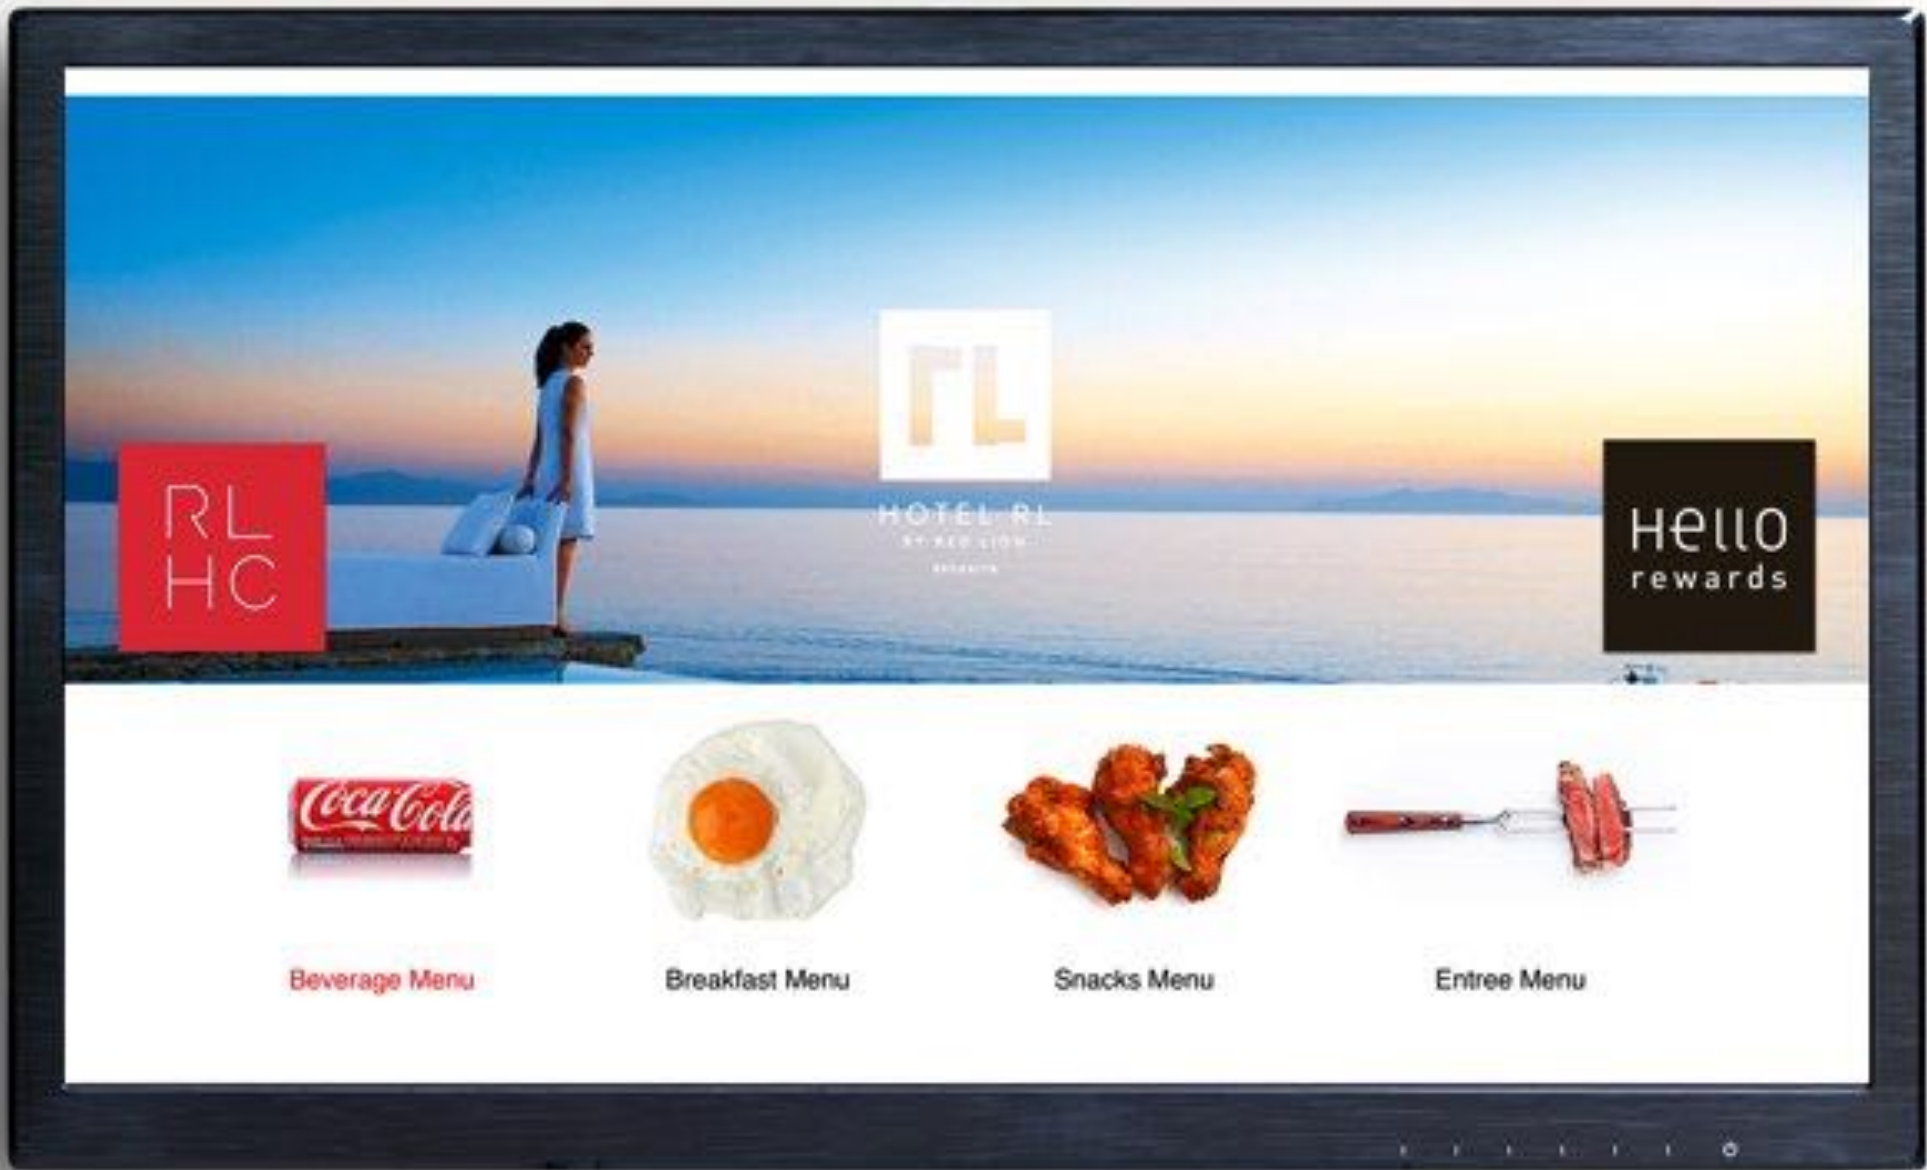 RL
HC
rL
HOTEL RL
BY RED LION
Hello
rewards
Coca-Cola
Beverage Menu
Breakfast Menu
Snacks Menu
Entree Menu